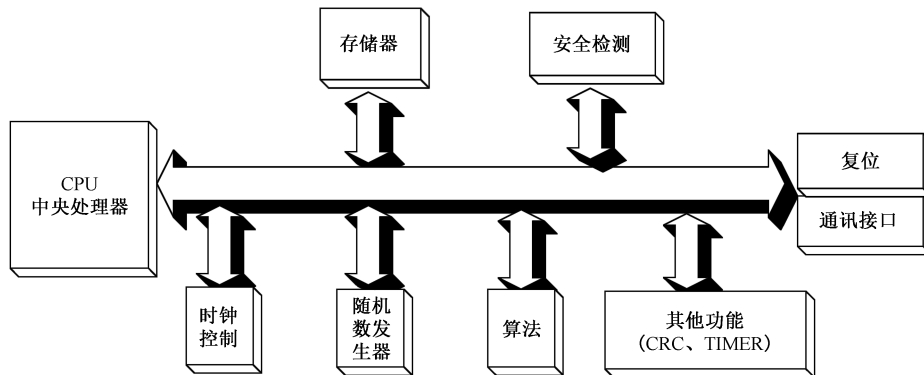 存储器
安全检测
CPU
中央处理器
复位
通讯接口
时钟
控制
随机
数发
生器
算法
其他功能
（CRC、TIMER）